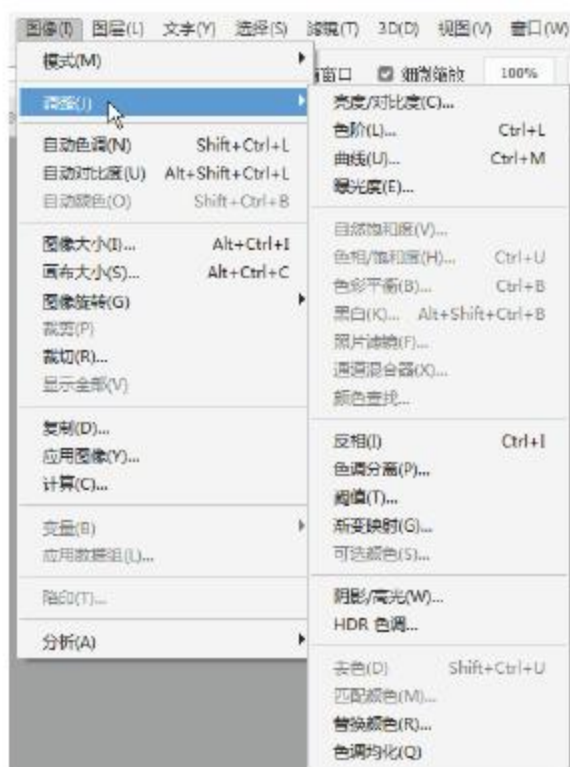 图像(I) 图层(L) 文字(Y) 选择(S) 滤镜(T) 3D(D) 视图(V) 窗口(W)
窗口 细微缩放 100%
模式(M)
调整(J)
自动色调(N) Shift+Ctrl+L
自动对比度(U) Alt+Shift+Ctrl+L
自动颜色(O) Shift+Ctrl+B
图像大小(I)... Alt+Ctrl+I
画布大小(S)... Alt+Ctrl+C
图像旋转(G)
裁剪(P)
裁切(R)...
显示全部(V)
复制(D)...
应用图像(Y)...
计算(C)...
变量(B)
应用数据组(L)...
陷印(T)...
分析(A)
亮度/对比度(C)...
色阶(L)... Ctrl+L
曲线(U)... Ctrl+M
曝光度(E)...
自然饱和度(V)...
色相/饱和度(H)... Ctrl+U
色彩平衡(B)... Ctrl+B
黑白(K)... Alt+Shift+Ctrl+B
照片滤镜(F)...
通道混合器(X)...
颜色查找...
反相(I) Ctrl+I
色调分离(P)...
阈值(T)...
渐变映射(G)...
可选颜色(S)...
阴影/高光(W)...
HDR 色调...
去色(D) Shift+Ctrl+U
匹配颜色(M)...
替换颜色(R)...
色调均化(Q)